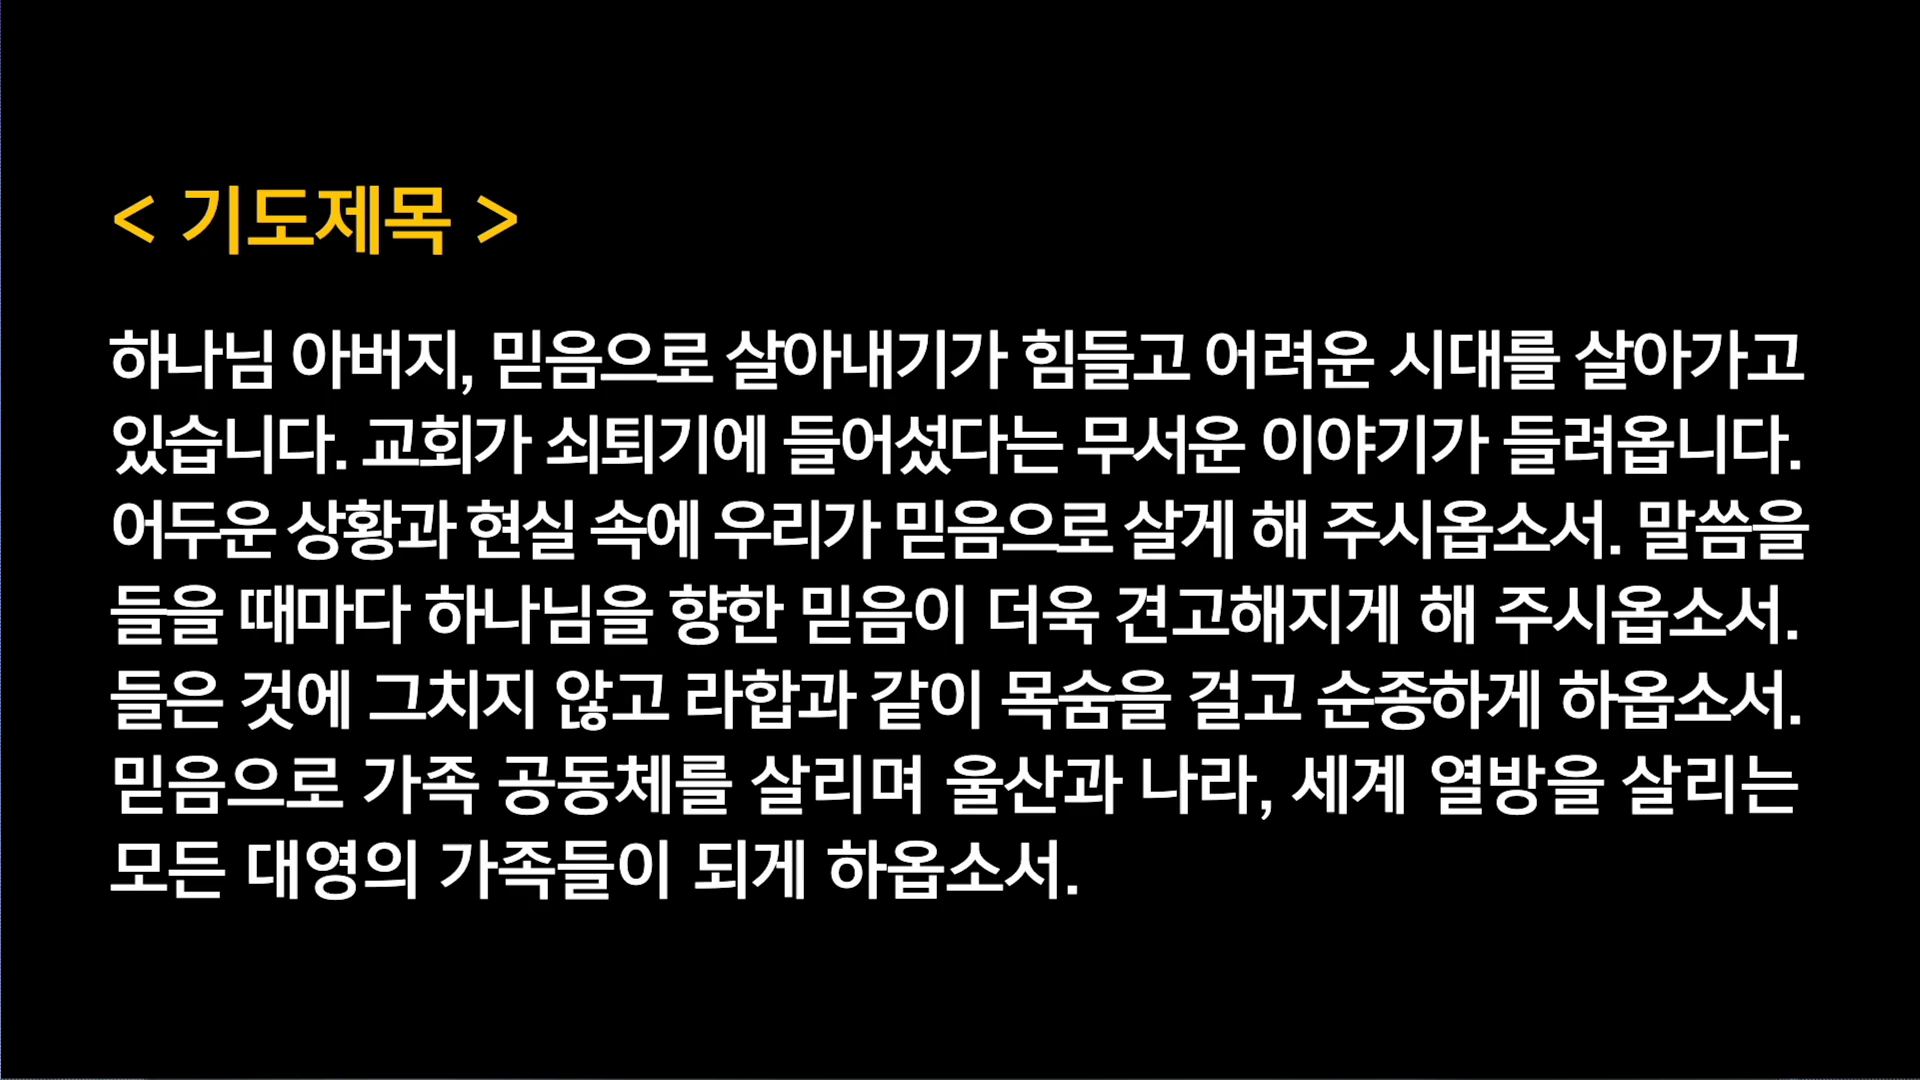 < 기도제목 >
하나님 아버지, 믿음으로 살아내기가 힘들고 어려운 시대를 살아가고
있습니다. 교회가 쇠퇴기에 들어섰다는 무서운 이야기가 들려옵니다.
어두운 상황과 현실 속에 우리가 믿음으로 살게 해 주시옵소서. 말씀을
들을 때마다 하나님을 향한 믿음이 더욱 견고해지게 해 주시옵소서.
들은 것에 그치지 않고 라합과 같이 목숨을 걸고 순종하게 하옵소서.
믿음으로 가족 공동체를 살리며 울산과 나라, 세계 열방을 살리는
모든 대영의 가족들이 되게 하옵소서.